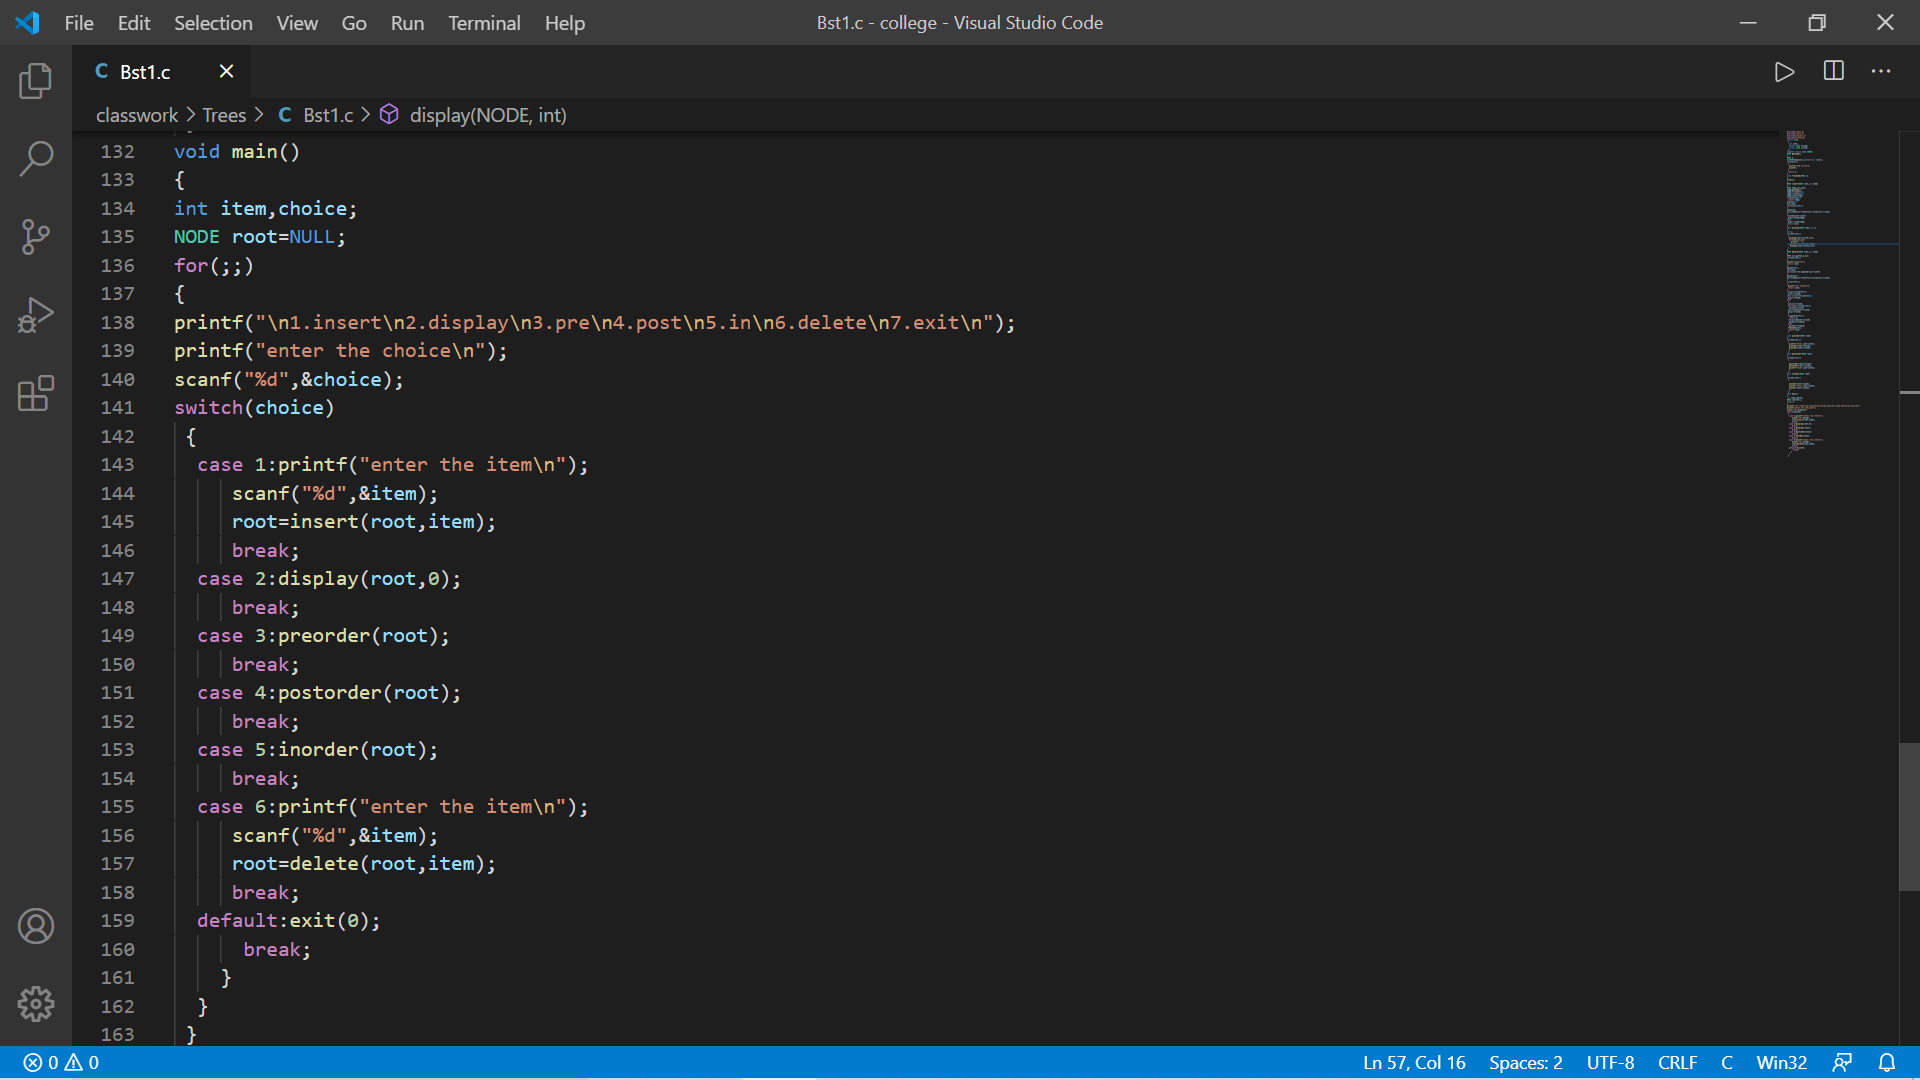 File Edit Selection View Go Run Terminal Help Bst1.c - college - Visual Studio Code
C Bst1.c
classwork > Trees > C Bst1.c > display(NODE, int)
132 void main()
133 {
134 int item,choice;
135 NODE root=NULL;
136 for(;;)
137 {
138 printf("\n1.insert\n2.display\n3.pre\n4.post\n5.in\n6.delete\n7.exit\n");
139 printf("enter the choice\n");
140 scanf("%d",&choice);
141 switch(choice)
142 {
143 case 1:printf("enter the item\n");
144 scanf("%d",&item);
145 root=insert(root,item);
146 break;
147 case 2:display(root,0);
148 break;
149 case 3:preorder(root);
150 break;
151 case 4:postorder(root);
152 break;
153 case 5:inorder(root);
154 break;
155 case 6:printf("enter the item\n");
156 scanf("%d",&item);
157 root=delete(root,item);
158 break;
159 default:exit(0);
160 break;
161 }
162 }
163 }
0 0 Ln 57, Col 16 Spaces: 2 UTF-8 CRLF C Win32